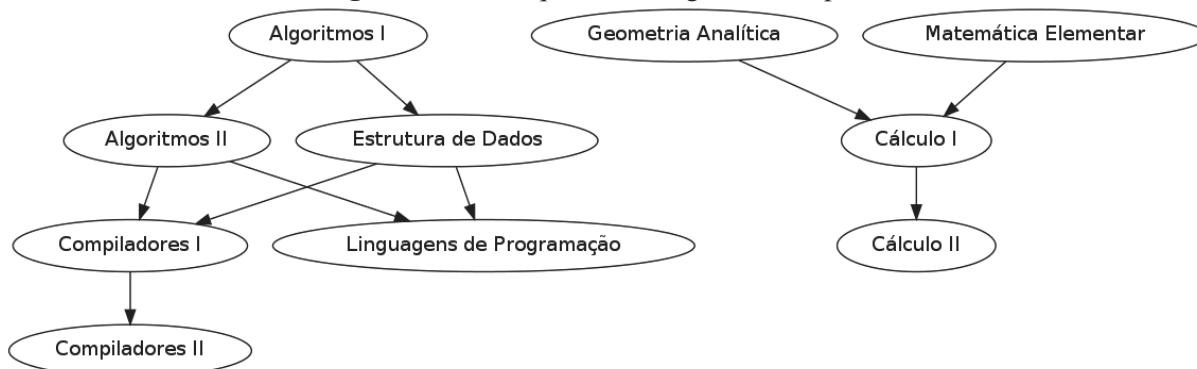 Algoritmos I
Geometria Analítica
Matemática Elementar
Algoritmos II
Estrutura de Dados
Cálculo I
Compiladores I
Linguagens de Programação
Cálculo II
Compiladores II